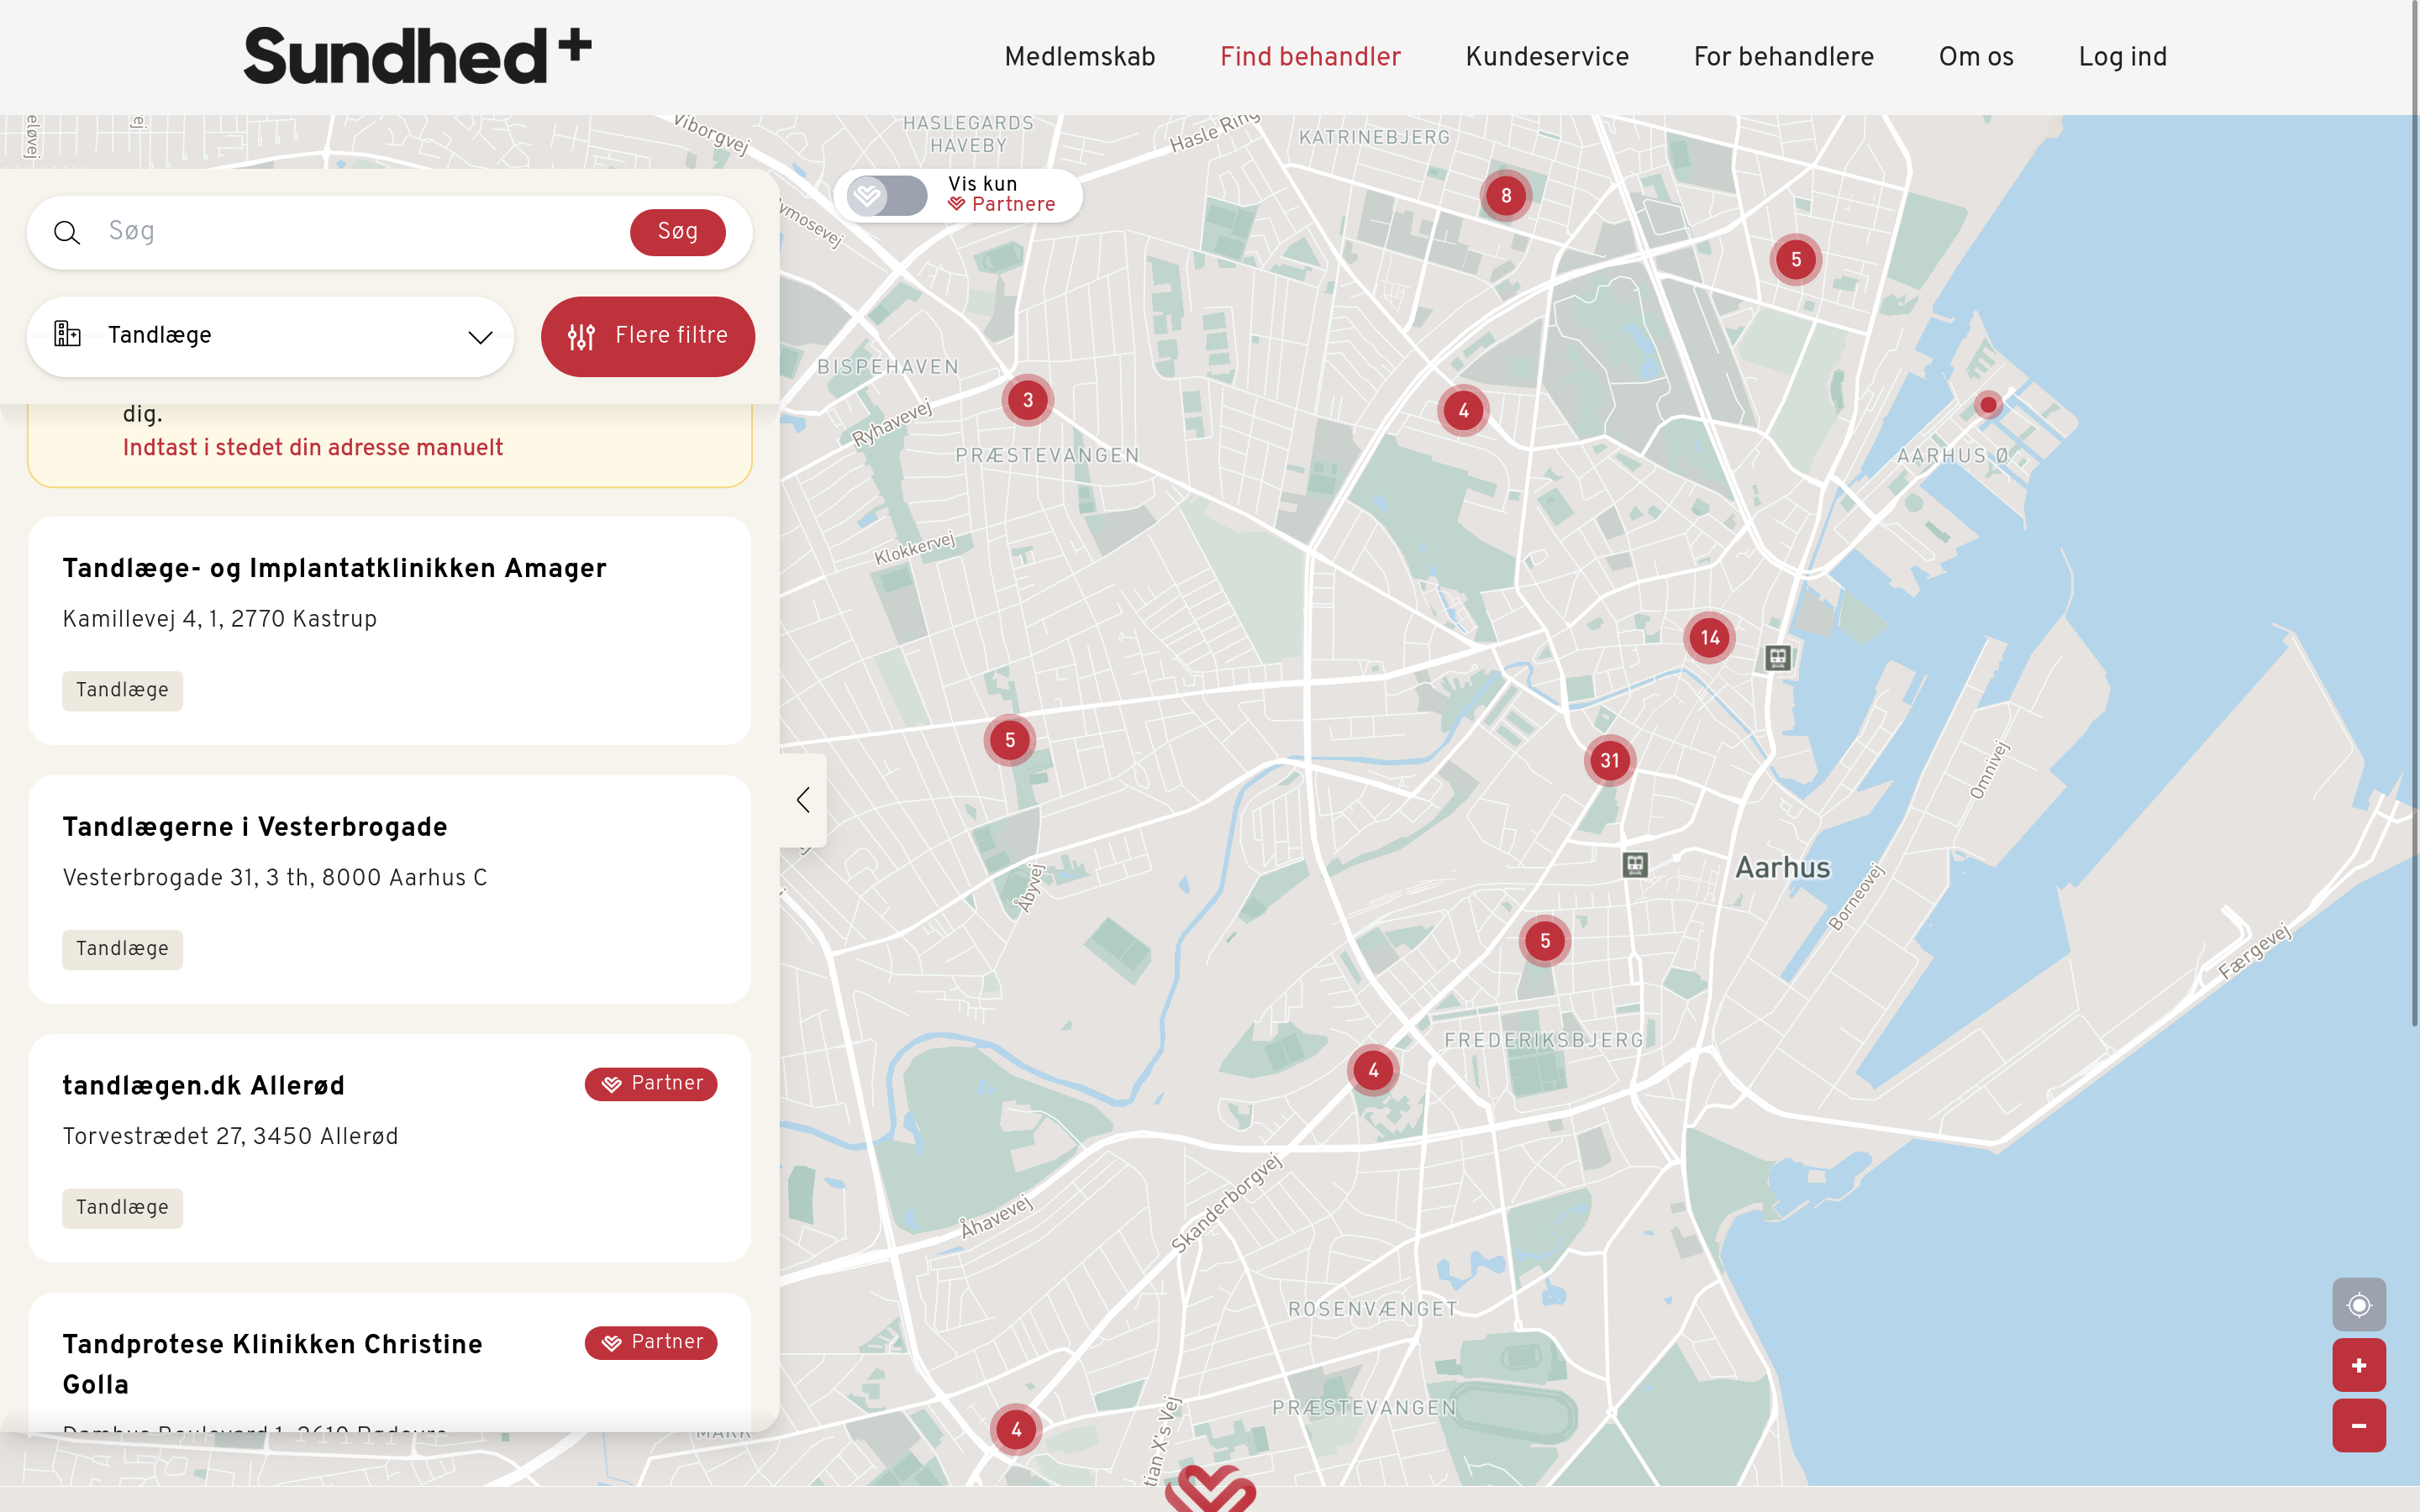 Sundhed+
Medlemskab
Find behandler
Kundeservice
For behandlere
Om os
Log ind
Søg
Søg
Tandlæge
Flere filtre
dig.
Indtast i stedet din adresse manuelt
Tandlæge- og Implantatklinikken Amager
Kamillevej 4, 1, 2770 Kastrup
Tandlæge
Tandlægerne i Vesterbrogade
Vesterbrogade 31, 3 th, 8000 Aarhus C
Tandlæge
tandlægen.dk Allerød
Partner
Torvestrædet 27, 3450 Allerød
Tandlæge
Tandprotese Klinikken Christine
Golla
Partner
Vis kun
Partnere
Viborgvej
HASLEGARDS
HAVEBY
Hasle Ring
KATRINEBJERG
8
5
BISPEHAVEN
3
4
Ryhavevej
PRÆSTEVANGEN
AARHUS Ø
Klokkervej
14
5
31
Omnivej
Aarhus
Åbyvej
Borneovej
5
Færgevej
FREDERIKSBJERG
4
Åhavevej
Skanderborgvej
ROSENVÆNGET
PRÆSTEVANGEN
4
tian X's Vej
+
−